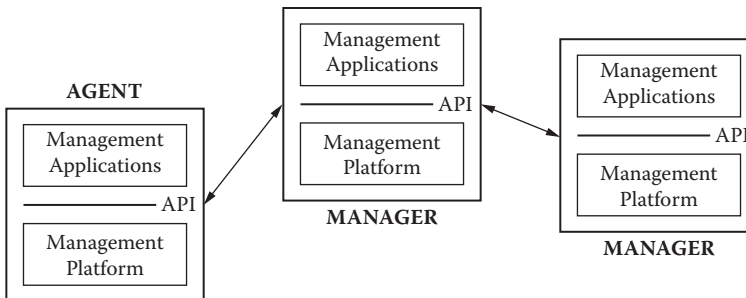 AGENT
Management
Applications
API
Management
Platform
Management
Applications
API
Management
Platform
MANAGER
Management
Applications
API
Management
Platform
MANAGER